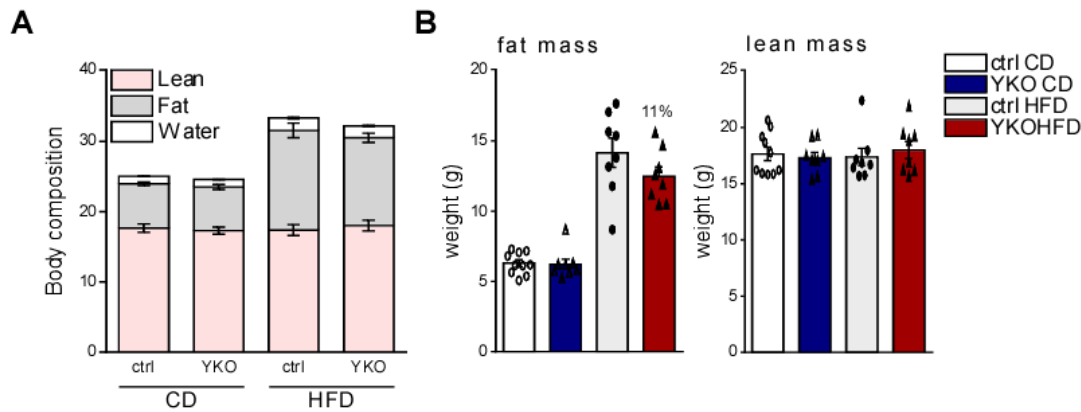 A
Body composition
40
30
20
10
0
Lean
Fat
Water
ctrl
YKO
ctrl
YKO
CD
HFD
B
fat mass
weight (g)
20
15
10
5
0
11%
lean mass
weight (g)
25
20
15
10
5
0
ctrl CD
YKO CD
ctrl HFD
YKOHFD